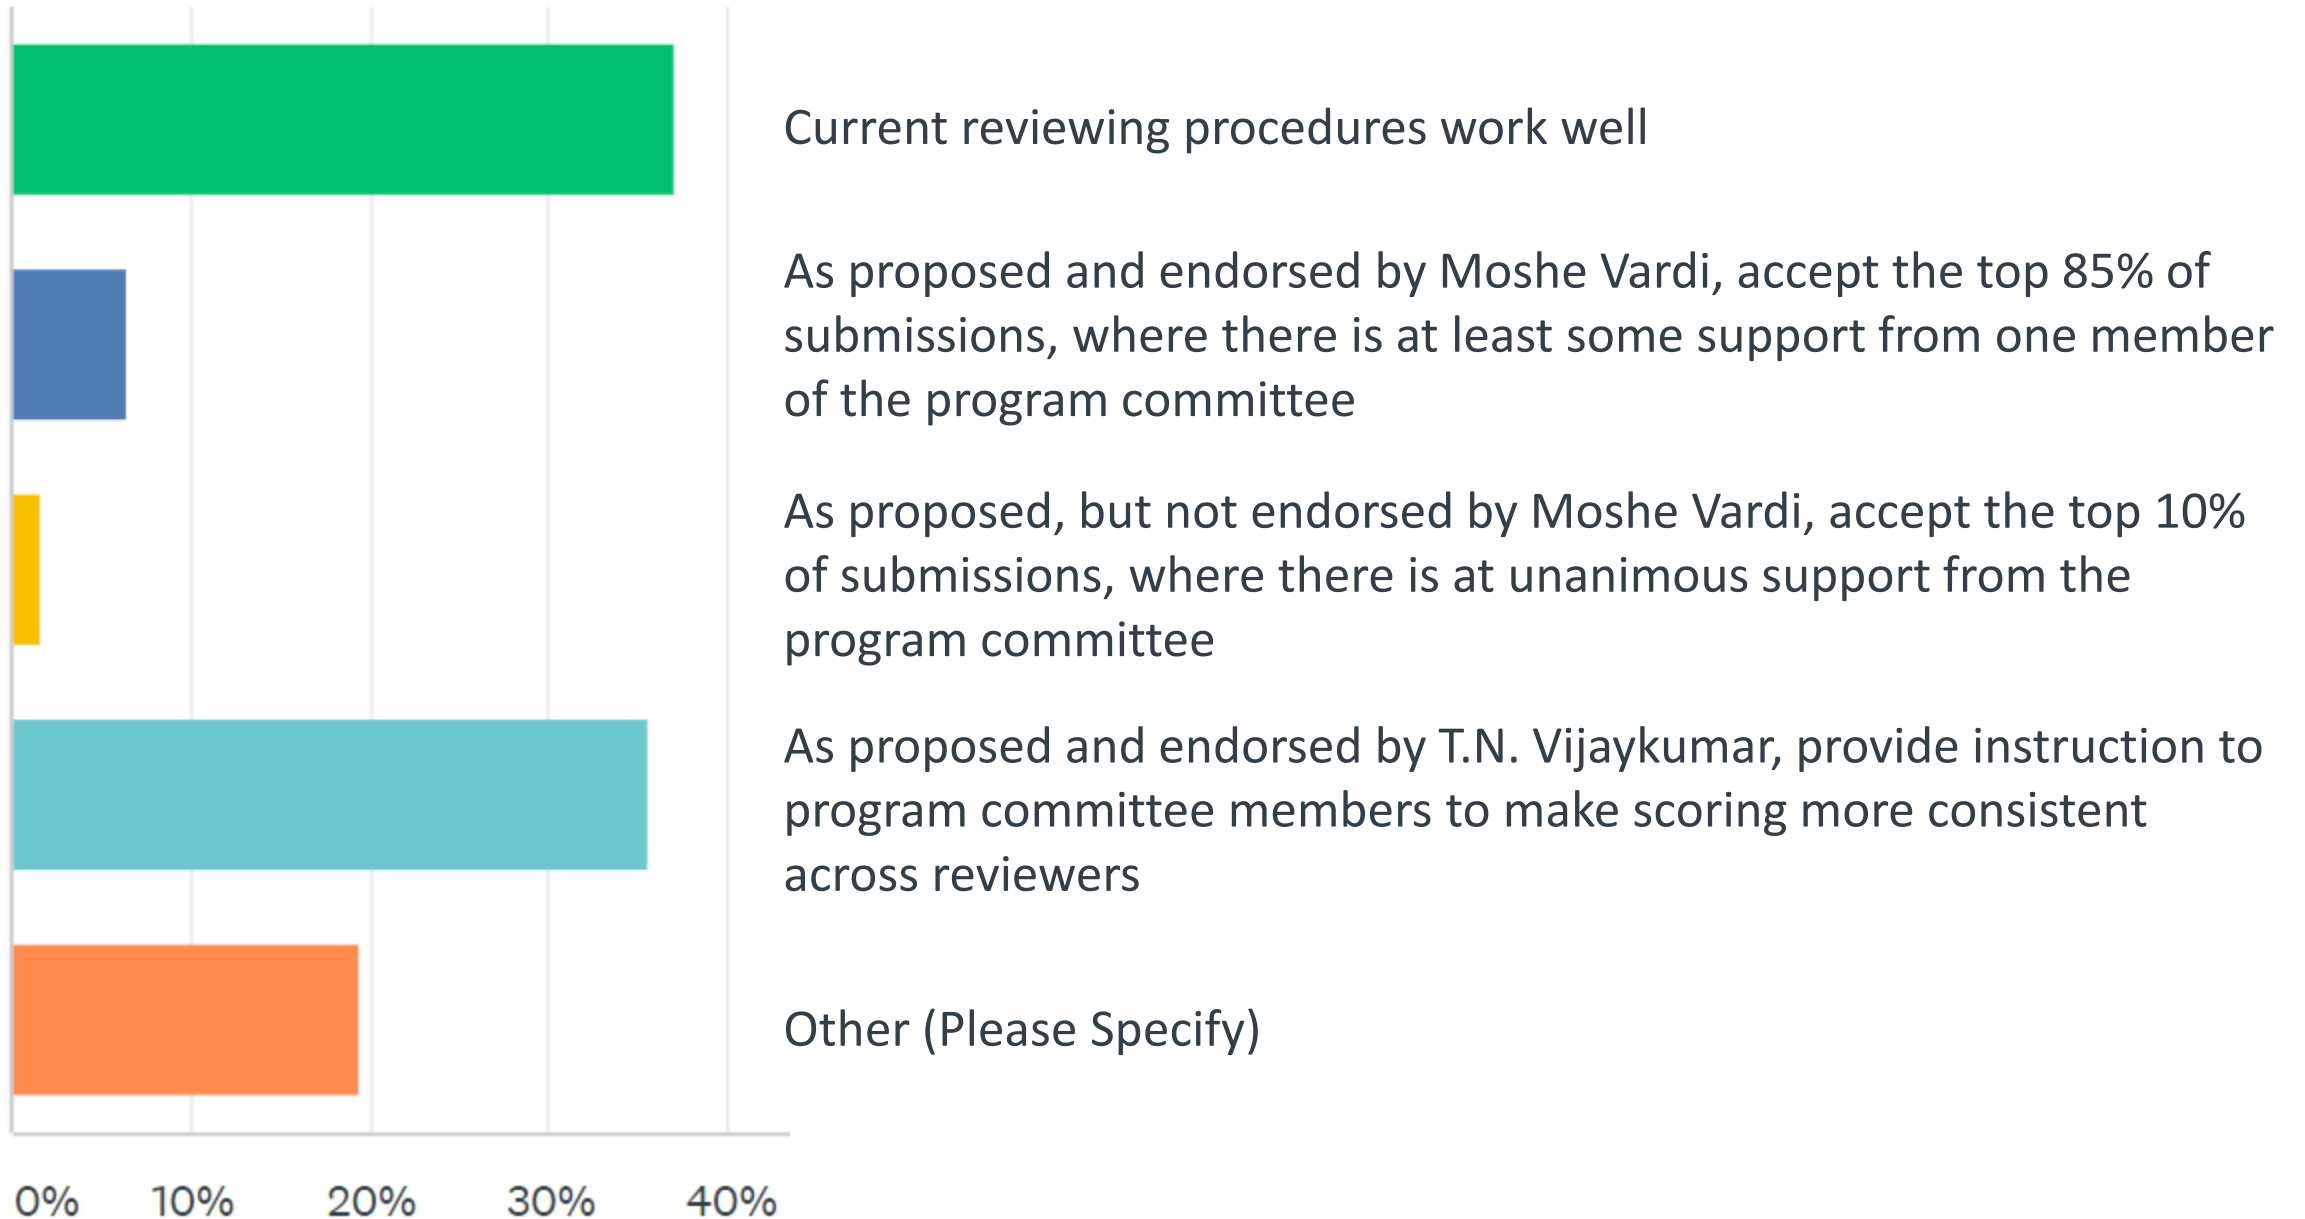 Current reviewing procedures work well
As proposed and endorsed by Moshe Vardi, accept the top 85% of
submissions, where there is at least some support from one member
of the program committee
As proposed, but not endorsed by Moshe Vardi, accept the top 10%
of submissions, where there is at unanimous support from the
program committee
As proposed and endorsed by T.N. Vijaykumar, provide instruction to
program committee members to make scoring more consistent
across reviewers
Other (Please Specify)
0% 10% 20% 30% 40%